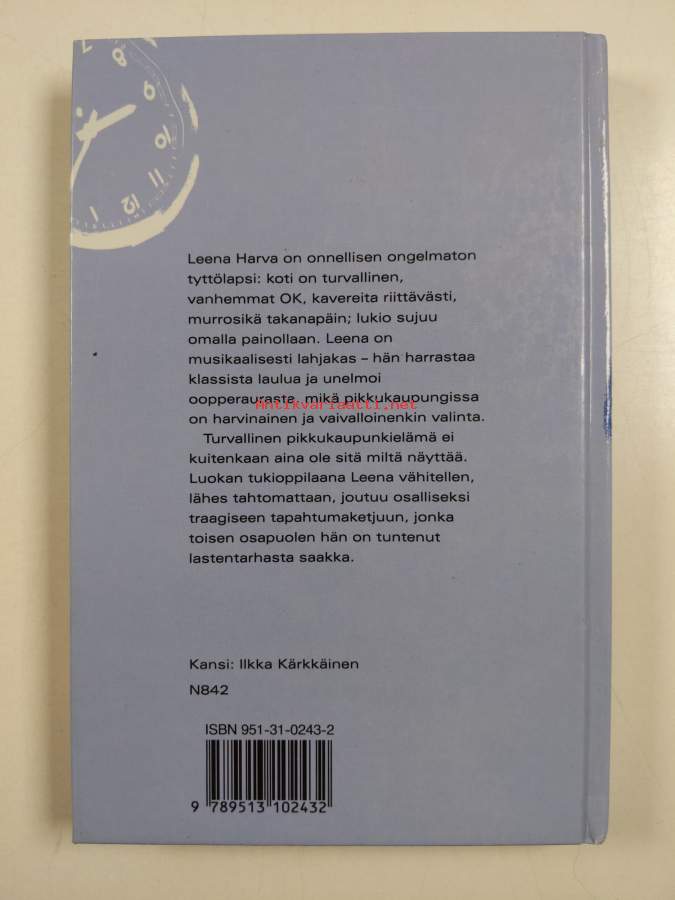 Leena Harva on onnellisen ongelmaton
tyttölapsi: koti on turvallinen,
vanhemmat OK, kavereita riittävästi,
murrosikä takanapäin; lukio sujuu
omalla painollaan. Leena on
musikaalisesti lahjakas – hän harrastaa
klassista laulua ja unelmoi
oopperaurasta, mikä pikkukaupungissa
Antikvariaatti.net
on harvinainen ja vaivalloinenkin valinta.
Turvallinen pikkukaupunkielämä ei
kuitenkaan aina ole sitä miltä näyttää.
Luokan tukioppilaana Leena vähitellen,
lähes tahtomattaan, joutuu osalliseksi
traagiseen tapahtumaketjuun, jonka
toisen osapuolen hän on tuntenut
lastentarhasta saakka.
Kansi: Ilkka Kärkkäinen
N842
ISBN 951-31-0243-2
9 789513 102432